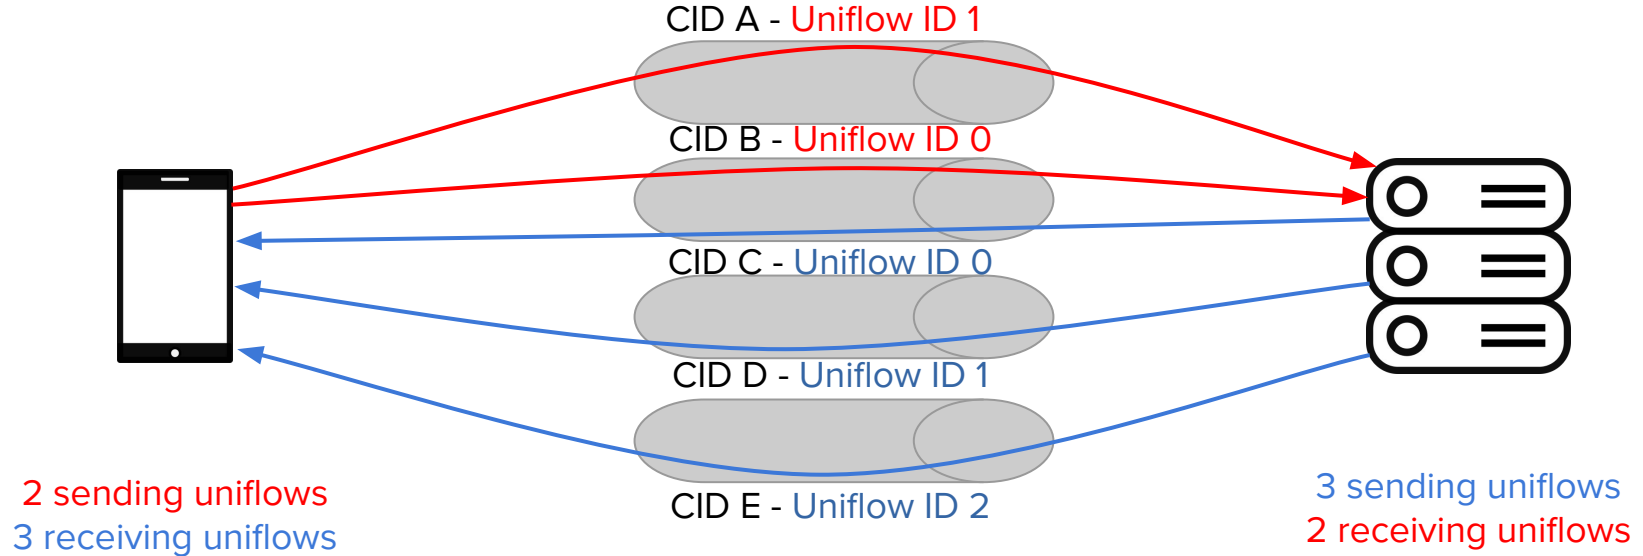 CID A - Uniflow ID 1
CID B - Uniflow ID 0
CID C - Uniflow ID 0
CID D - Uniflow ID 1
CID E - Uniflow ID 2
2 sending uniflows
3 receiving uniflows
3 sending uniflows
2 receiving uniflows